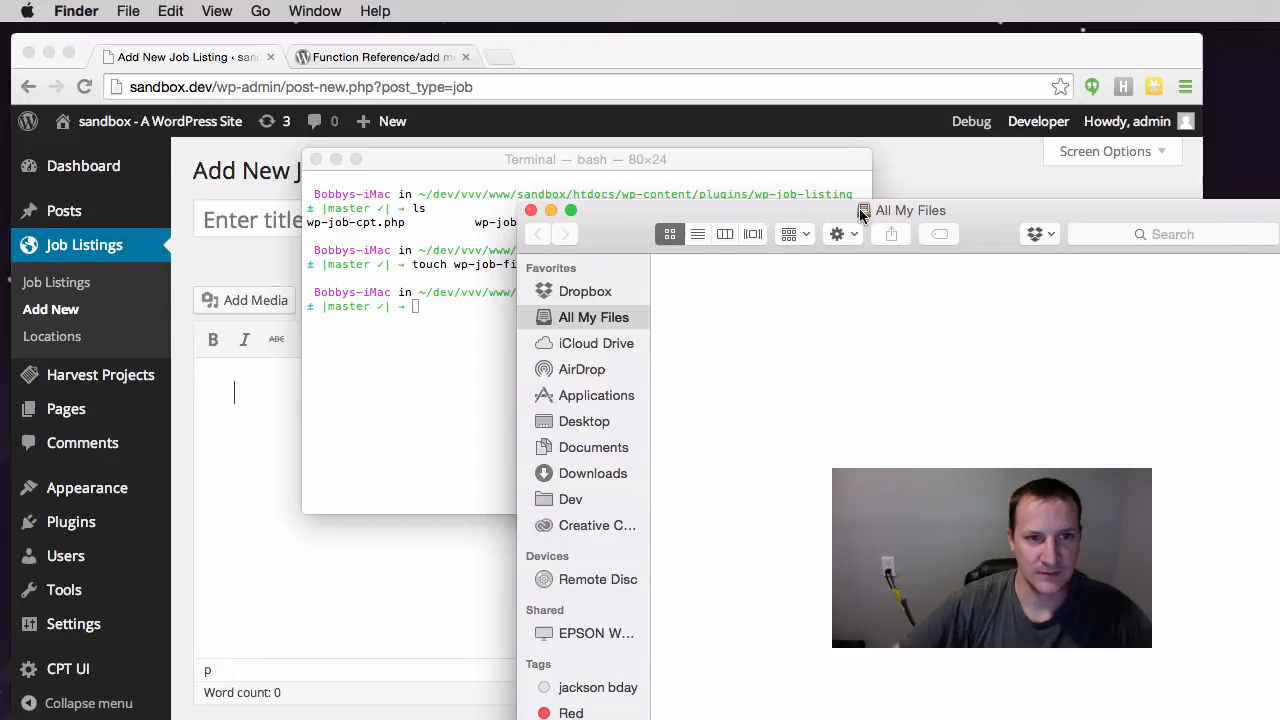 Finder File Edit View Go Window Help
Add New Job Listing ‹ san
Function Reference/add m
sandbox.dev/wp-admin/post-new.php?post_type=job
sandbox - A WordPress Site 3 0 New Debug Developer Howdy, admin
Dashboard
Posts
Job Listings
Job Listings
Add New
Locations
Harvest Projects
Pages
Comments
Appearance
Plugins
Users
Tools
Settings
CPT UI
Collapse menu
Screen Options
Add New J
Enter title
Add Media
B I ABC
p
Word count: 0
Terminal — bash — 80×24
Bobbys-iMac in ~/dev/vvv/www/sandbox/htdocs/wp-content/plugins/wp-job-listing
± |master ✓| → ls
wp-job-cpt.php wp-job
Bobbys-iMac in ~/dev/vvv/www/
± |master ✓| → touch wp-job-fi
Bobbys-iMac in ~/dev/vvv/www/
± |master ✓| →
All My Files
Search
Favorites
Dropbox
All My Files
iCloud Drive
AirDrop
Applications
Desktop
Documents
Downloads
Dev
Creative C...
Devices
Remote Disc
Shared
EPSON W...
Tags
jackson bday
Red